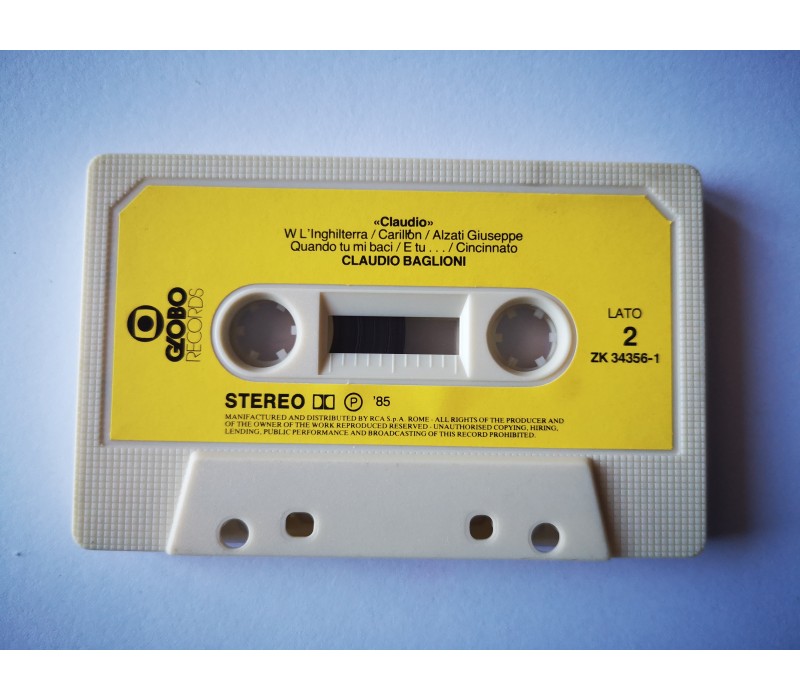 «Claudio»
W L'Inghilterra / Carillon / Alzati Giuseppe
Quando tu mi baci / E tu . . . / Cincinnato
CLAUDIO BAGLIONI
GLOBO
RECORDS
LATO
2
ZK 34356-1
STEREO Ⓟ '85
MANIFACTURED AND DISTRIBUTED BY RCA S.p.A. ROME - ALL RIGHTS OF THE PRODUCER AND
OF THE OWNER OF THE WORK REPRODUCED RESERVED - UNAUTHORISED COPYING, HIRING,
LENDING, PUBLIC PERFORMANCE AND BROADCASTING OF THIS RECORD PROHIBITED.